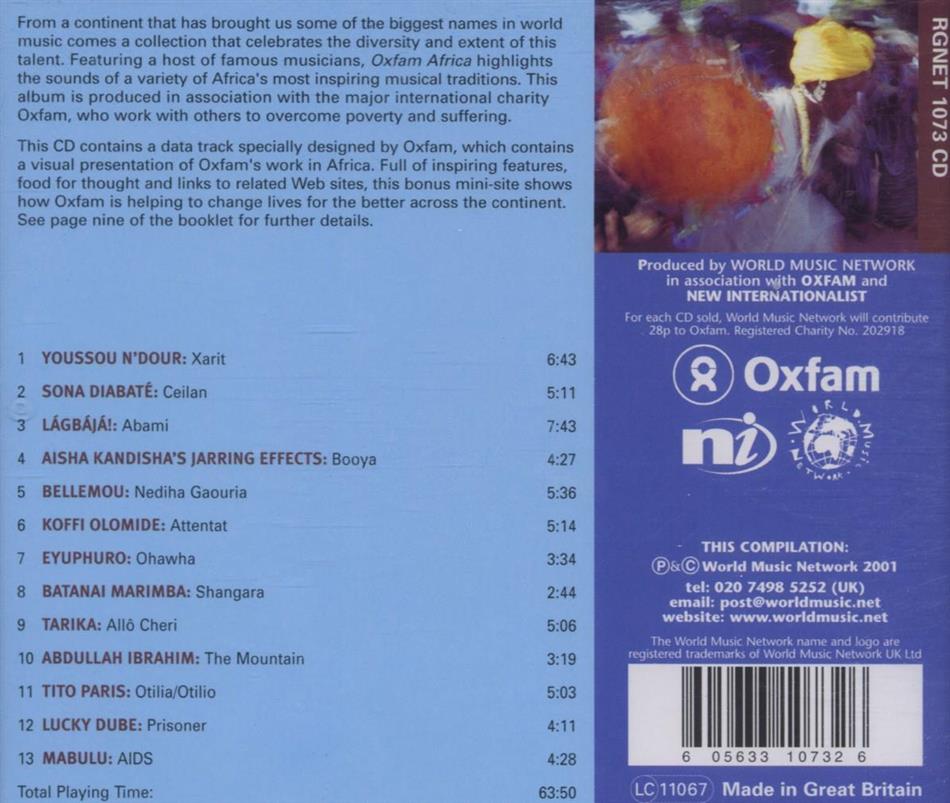 From a continent that has brought us some of the biggest names in world
music comes a collection that celebrates the diversity and extent of this
talent. Featuring a host of famous musicians, Oxfam Africa highlights
the sounds of a variety of Africa's most inspiring musical traditions. This
album is produced in association with the major international charity
Oxfam, who work with others to overcome poverty and suffering.
This CD contains a data track specially designed by Oxfam, which contains
a visual presentation of Oxfam's work in Africa. Full of inspiring features,
food for thought and links to related Web sites, this bonus mini-site shows
how Oxfam is helping to change lives for the better across the continent.
See page nine of the booklet for further details.
1 YOUSSOU N'DOUR: Xarit 6:43
2 SONA DIABATÉ: Ceilan 5:11
3 LÁGBÁJÁ!: Abami 7:43
4 AISHA KANDISHA'S JARRING EFFECTS: Booya 4:27
5 BELLEMOU: Nediha Gaouria 5:36
6 KOFFI OLOMIDE: Attentat 5:14
7 EYUPHURO: Ohawha 3:34
8 BATANAI MARIMBA: Shangara 2:44
9 TARIKA: Allô Cheri 5:06
10 ABDULLAH IBRAHIM: The Mountain 3:19
11 TITO PARIS: Otilia/Otilio 5:03
12 LUCKY DUBE: Prisoner 4:11
13 MABULU: AIDS 4:28
Total Playing Time: 63:50
RGNET 1073 CD
Produced by WORLD MUSIC NETWORK
in association with OXFAM and
NEW INTERNATIONALIST
For each CD sold, World Music Network will contribute
28p to Oxfam. Registered Charity No. 202918
Oxfam
ni
WORLD MUSIC NETWORK
THIS COMPILATION:
Ⓟ&© World Music Network 2001
tel: 020 7498 5252 (UK)
email: post@worldmusic.net
website: www.worldmusic.net
The World Music Network name and logo are
registered trademarks of World Music Network UK Ltd
6 05633 10732 6
LC 11067 Made in Great Britain